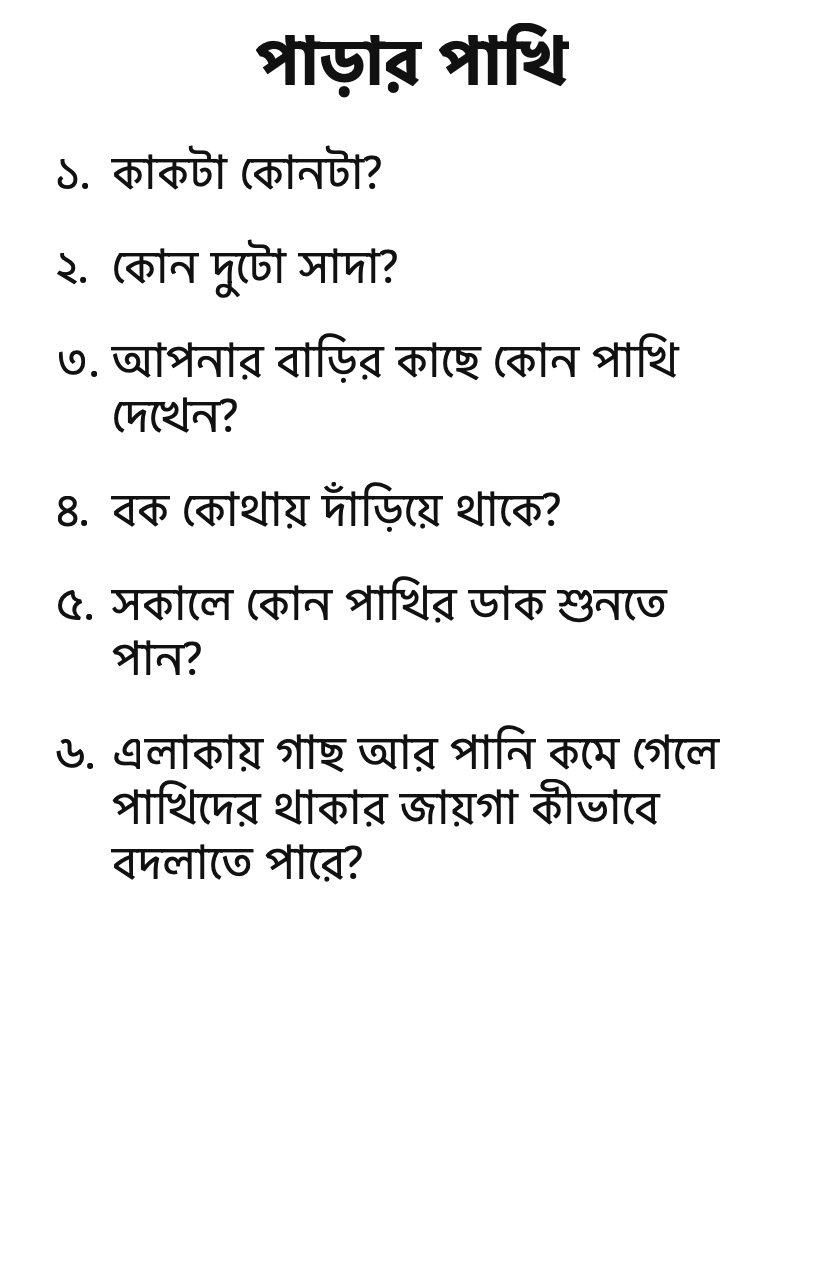 পাড়ার পাখি
১. কাকটা কোনটা?
২. কোন দুটো সাদা?
৩. আপনার বাড়ির কাছে কোন পাখি
দেখেন?
৪. বক কোথায় দাঁড়িয়ে থাকে?
৫. সকালে কোন পাখির ডাক শুনতে
পান?
৬. এলাকায় গাছ আর পানি কমে গেলে
পাখিদের থাকার জায়গা কীভাবে
বদলাতে পারে?